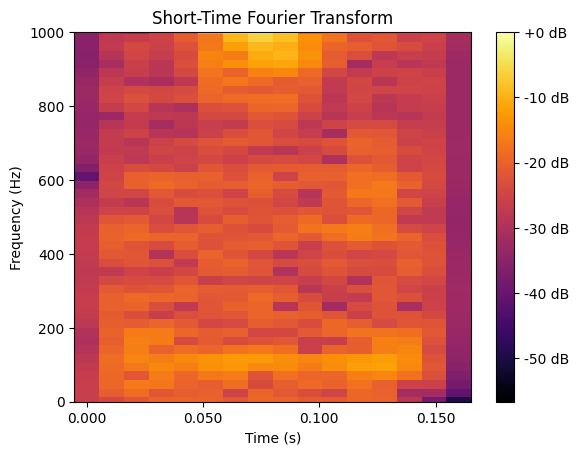 Short-Time Fourier Transform
1000
800
600
400
200
0
Frequency (Hz)
0.000
0.050
0.100
0.150
Time (s)
+0 dB
-10 dB
-20 dB
-30 dB
-40 dB
-50 dB